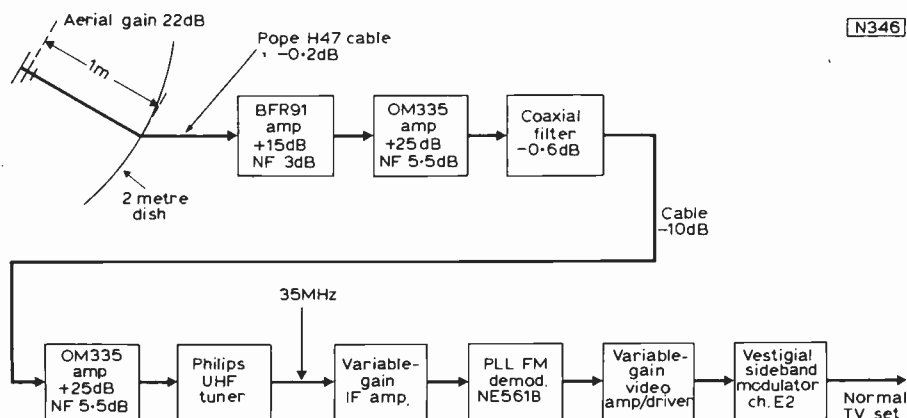 Aerial gain 22dB
N346
Pope H47 cable
-0·2dB
1m
BFR91
amp
+15dB
NF 3dB
OM335
amp
+25dB
NF 5·5dB
Coaxial
filter
-0·6dB
2 metre
dish
Cable
-10dB
35MHz
OM335
amp
+25dB
NF 5·5dB
Philips
UHF
tuner
Variable-
gain
IF amp.
PLL FM
demod.
NE561B
Variable-
gain
video
amp/driver
Vestigial
sideband
modulator
ch. E2
Normal
TV set